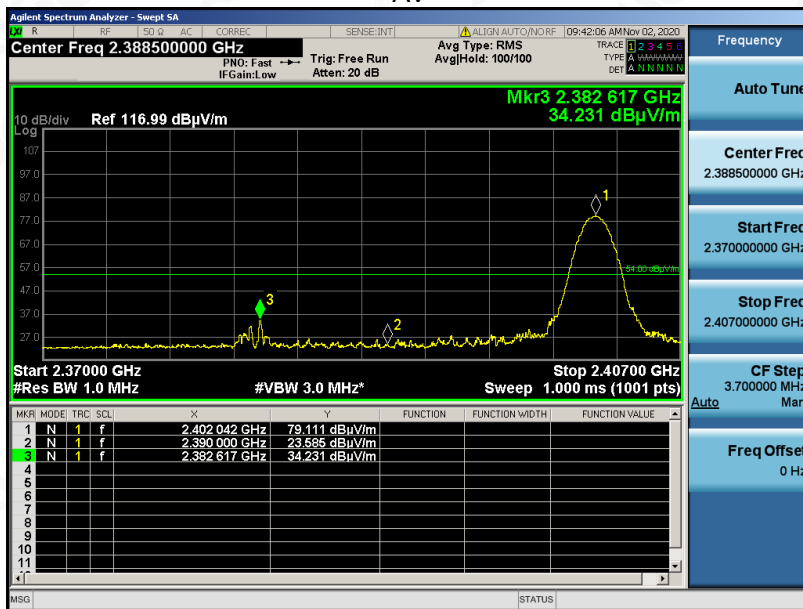 Agilent Spectrum Analyzer - Swept SA
LXI R RF 50 Ω AC CORREC SENSE:INT ALIGN AUTO/NO RF 09:42:06 AM Nov 02, 2020
Center Freq 2.388500000 GHz
PNO: Fast
IFGain:Low
Trig: Free Run
Atten: 20 dB
Avg Type: RMS
Avg|Hold: 100/100
TRACE 1 2 3 4 5 6
TYPE A WWWWW
DET A N N N N N
Mkr3 2.382 617 GHz
34.231 dBµV/m
10 dB/div Ref 116.99 dBµV/m
Log
107
97.0
87.0
77.0
67.0
57.0
47.0
37.0
27.0
1
2
3
54.00 dBµV/m
Start 2.37000 GHz Stop 2.40700 GHz
#Res BW 1.0 MHz #VBW 3.0 MHz* Sweep 1.000 ms (1001 pts)
MKR MODE TRC SCL X Y FUNCTION FUNCTION WIDTH FUNCTION VALUE
1 N 1 f 2.402 042 GHz 79.111 dBµV/m
2 N 1 f 2.390 000 GHz 23.585 dBµV/m
3 N 1 f 2.382 617 GHz 34.231 dBµV/m
4
5
6
7
8
9
10
11
MSG STATUS
Frequency
Auto Tune
Center Freq
2.388500000 GHz
Start Freq
2.370000000 GHz
Stop Freq
2.407000000 GHz
CF Step
3.700000 MHz
Auto Man
Freq Offset
0 Hz